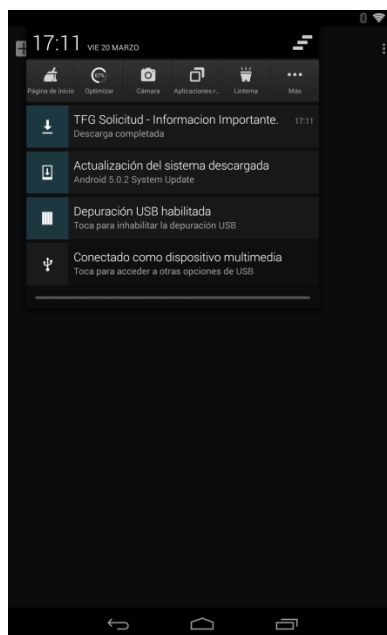 17:11 VIE 20 MARZO
Página de inicio Optimizar Cámara Aplicaciones r... Linterna Más
67%
TFG Solicitud - Informacion Importante. 17:11
Descarga completada
Actualización del sistema descargada
Android 5.0.2 System Update
Depuración USB habilitada
Toca para inhabilitar la depuración USB
Conectado como dispositivo multimedia
Toca para acceder a otras opciones de USB